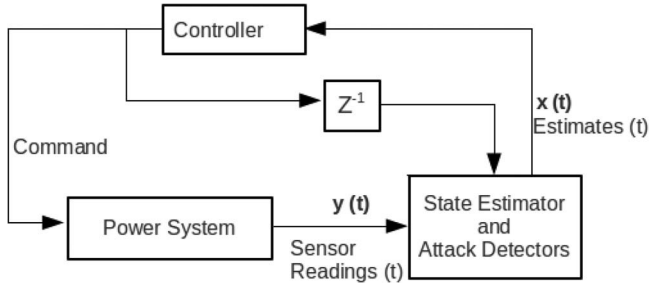 Controller
Z-1
x (t)
Estimates (t)
Command
Power System
y (t)
Sensor
Readings (t)
State Estimator
and
Attack Detectors